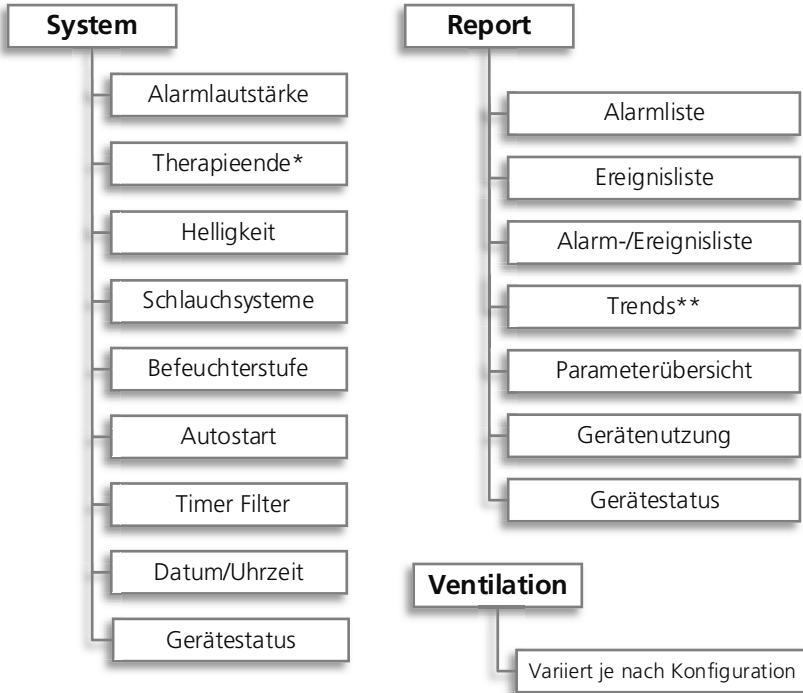 System
Alarmlautstärke
Therapieende*
Helligkeit
Schlauchsysteme
Befeuchterstufe
Autostart
Timer Filter
Datum/Uhrzeit
Gerätestatus
Report
Alarmliste
Ereignisliste
Alarm-/Ereignisliste
Trends**
Parameterübersicht
Gerätenutzung
Gerätestatus
Ventilation
Variiert je nach Konfiguration